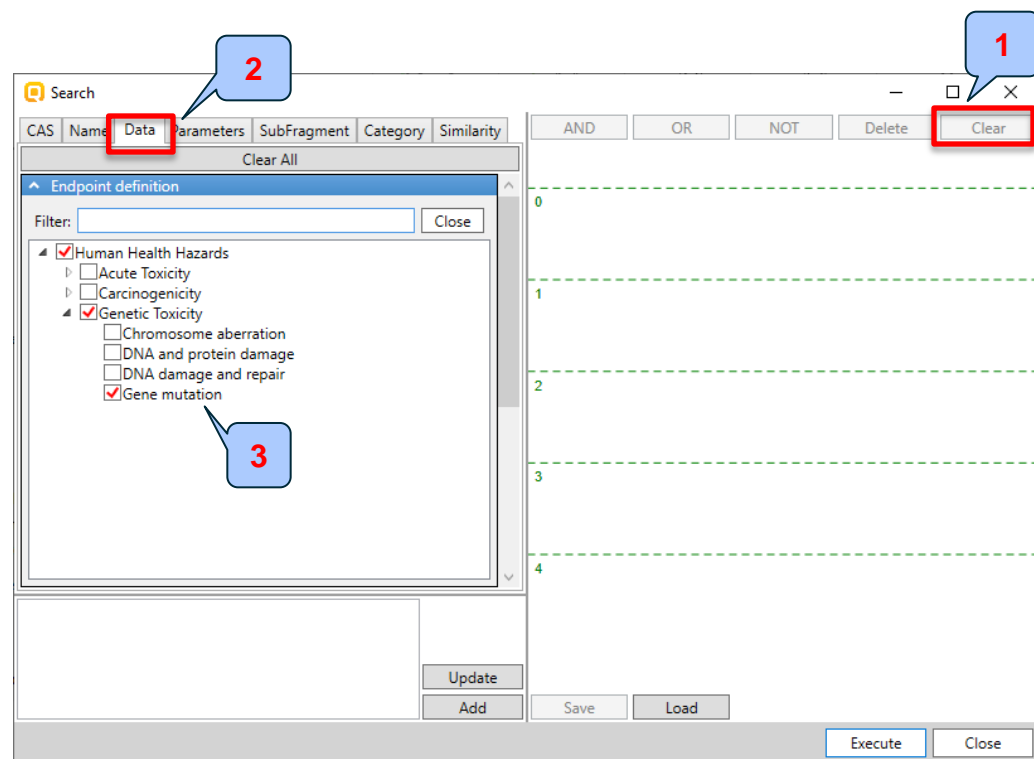 1
2
Search
CAS Name Data Parameters SubFragment Category Similarity
AND OR NOT Delete Clear
Clear All
Endpoint definition
Filter: Close
Human Health Hazards
Acute Toxicity
Carcinogenicity
Genetic Toxicity
Chromosome aberration
DNA and protein damage
DNA damage and repair
Gene mutation
3
0
1
2
3
4
Update
Add
Save Load
Execute Close